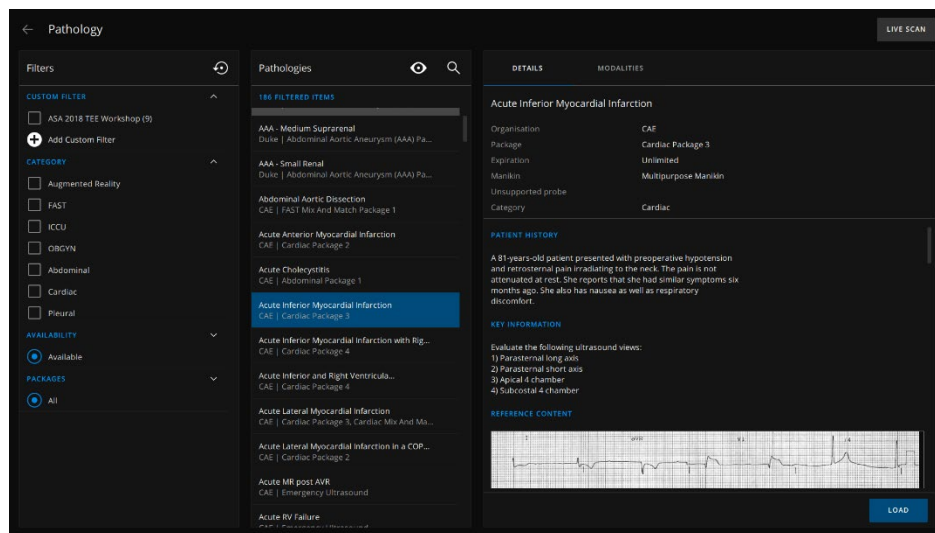 Pathology
LIVE SCAN
Filters
CUSTOM FILTER
ASA 2018 TEE Workshop (9)
Add Custom Filter
CATEGORY
Augmented Reality
FAST
ICCU
OBGYN
Abdominal
Cardiac
Pleural
AVAILABILITY
Available
PACKAGES
All
Pathologies
186 FILTERED ITEMS
AAA - Medium Suprarenal
Duke | Abdominal Aortic Aneurysm (AAA) Pa...
AAA - Small Renal
Duke | Abdominal Aortic Aneurysm (AAA) Pa...
Abdominal Aortic Dissection
CAE | FAST Mix And Match Package 1
Acute Anterior Myocardial Infarction
CAE | Cardiac Package 2
Acute Cholecystitis
CAE | Abdominal Package 1
Acute Inferior Myocardial Infarction
CAE | Cardiac Package 3
Acute Inferior Myocardial Infarction with Rig...
CAE | Cardiac Package 4
Acute Inferior and Right Ventricula...
CAE | Cardiac Package 4
Acute Lateral Myocardial Infarction
CAE | Cardiac Package 3, Cardiac Mix And Ma...
Acute Lateral Myocardial Infarction in a COP...
CAE | Cardiac Package 2
Acute MR post AVR
CAE | Emergency Ultrasound
Acute RV Failure
CAE | Emergency Ultrasound
DETAILS
MODALITIES
Acute Inferior Myocardial Infarction
Organisation CAE
Package Cardiac Package 3
Expiration Unlimited
Manikin Multipurpose Manikin
Unsupported probe
Category Cardiac
PATIENT HISTORY
A 81-years-old patient presented with preoperative hypotension
and retrosternal pain irradiating to the neck. The pain is not
attenuated at rest. She reports that she had similar symptoms six
months ago. She also has nausea as well as respiratory
discomfort.
KEY INFORMATION
Evaluate the following ultrasound views:
1) Parasternal long axis
2) Parasternal short axis
3) Apical 4 chamber
4) Subcostal 4 chamber
REFERENCE CONTENT
LOAD